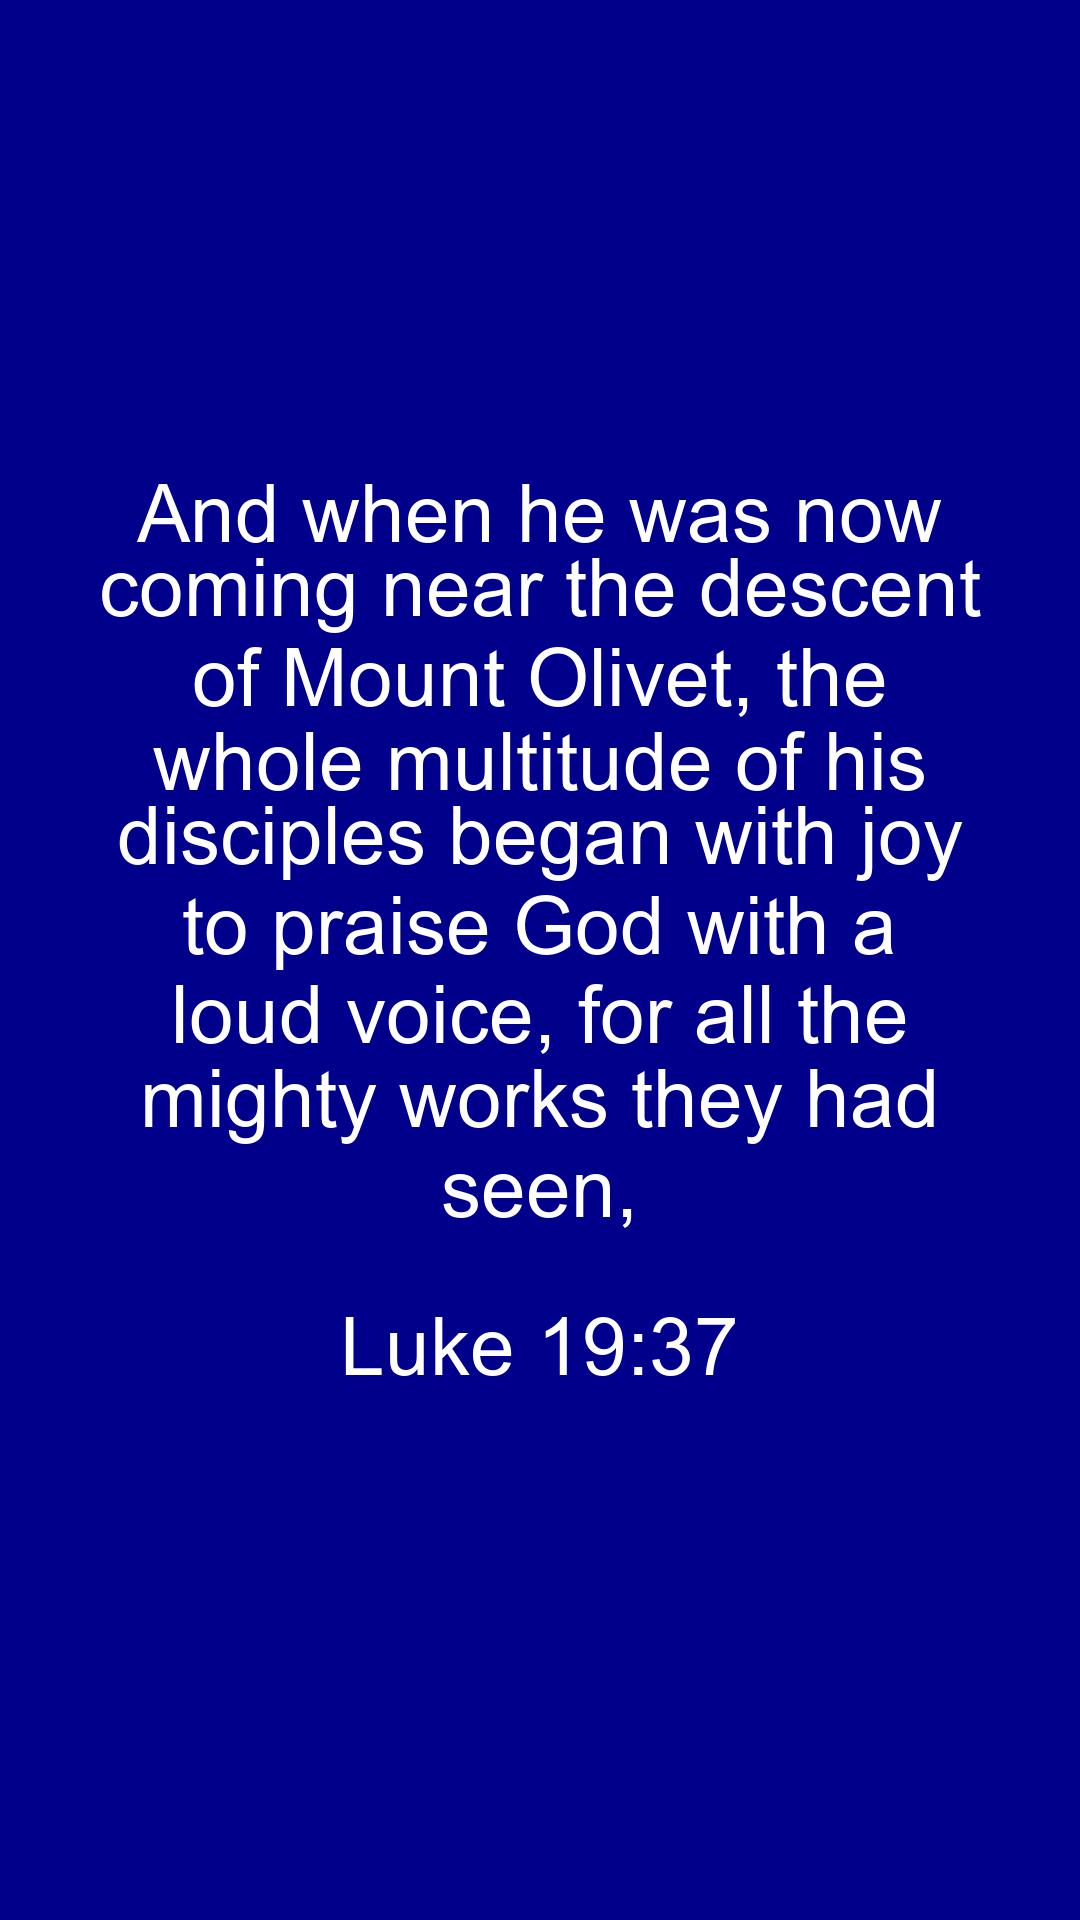 And when he was now
coming near the descent
of Mount Olivet, the
whole multitude of his
disciples began with joy
to praise God with a
loud voice, for all the
mighty works they had
seen,
Luke 19:37